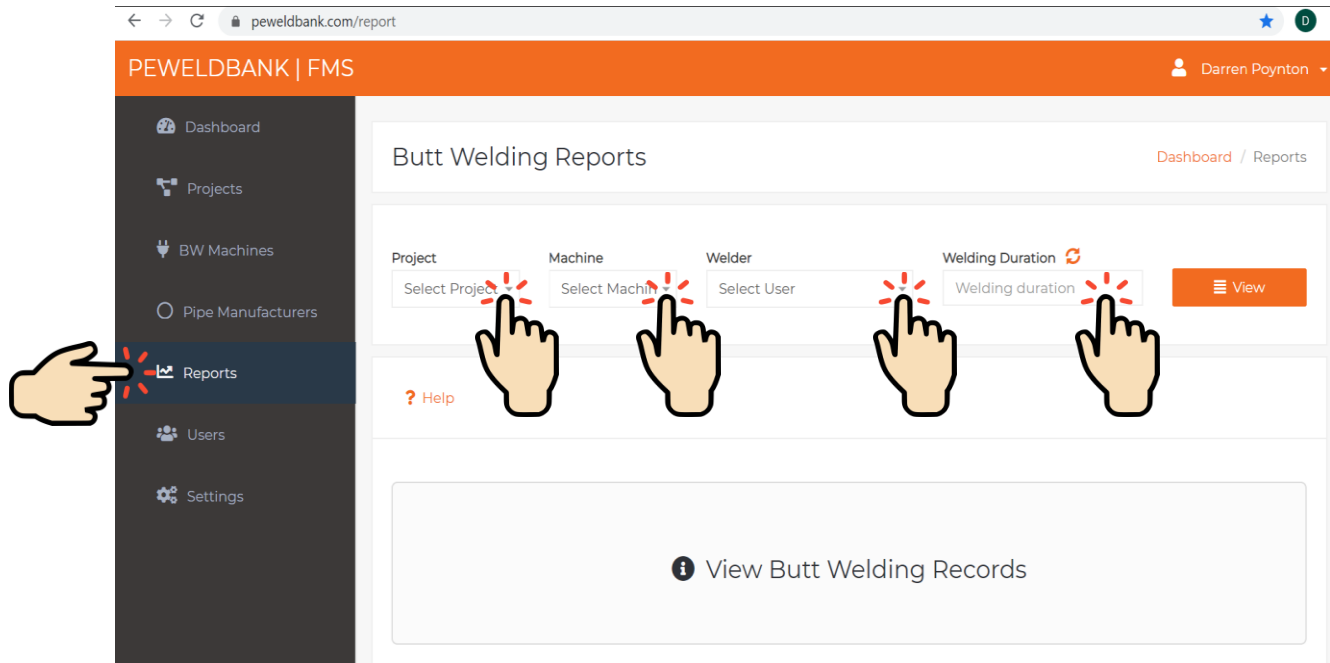 peweldbank.com/report
D
PEWELDBANK | FMS
Darren Poynton
Dashboard
Projects
BW Machines
Pipe Manufacturers
Reports
Users
Settings
Butt Welding Reports
Dashboard / Reports
Project
Machine
Welder
Welding Duration
Select Project
Select Machin
Select User
Welding duration
View
? Help
View Butt Welding Records